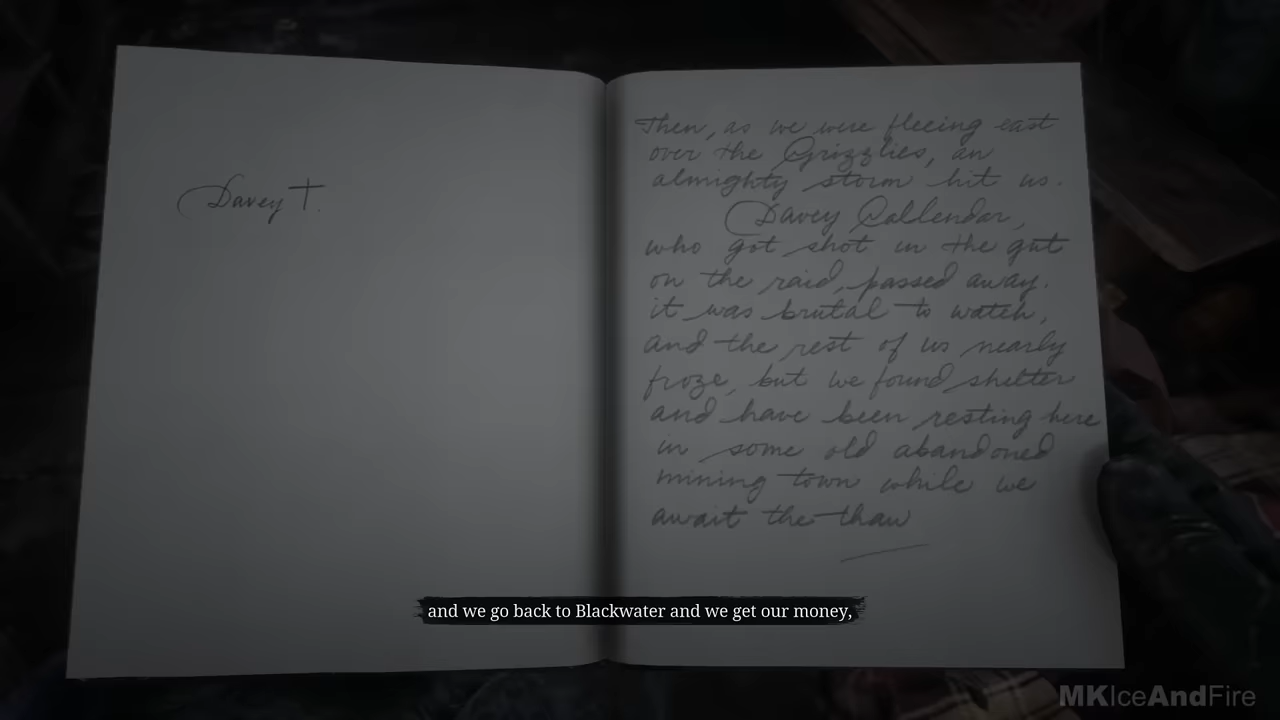 Davey T.
Then, as we were fleeing east
over the Grizzlies, an
almighty storm hit us.
Davey Callendar,
who got shot in the gut
on the raid, passed away.
it was brutal to watch,
and the rest of us nearly
froze, but we found shelter
and have been resting here
in some old abandoned
mining town while we
await the thaw
and we go back to Blackwater and we get our money,
MKIceAndFire